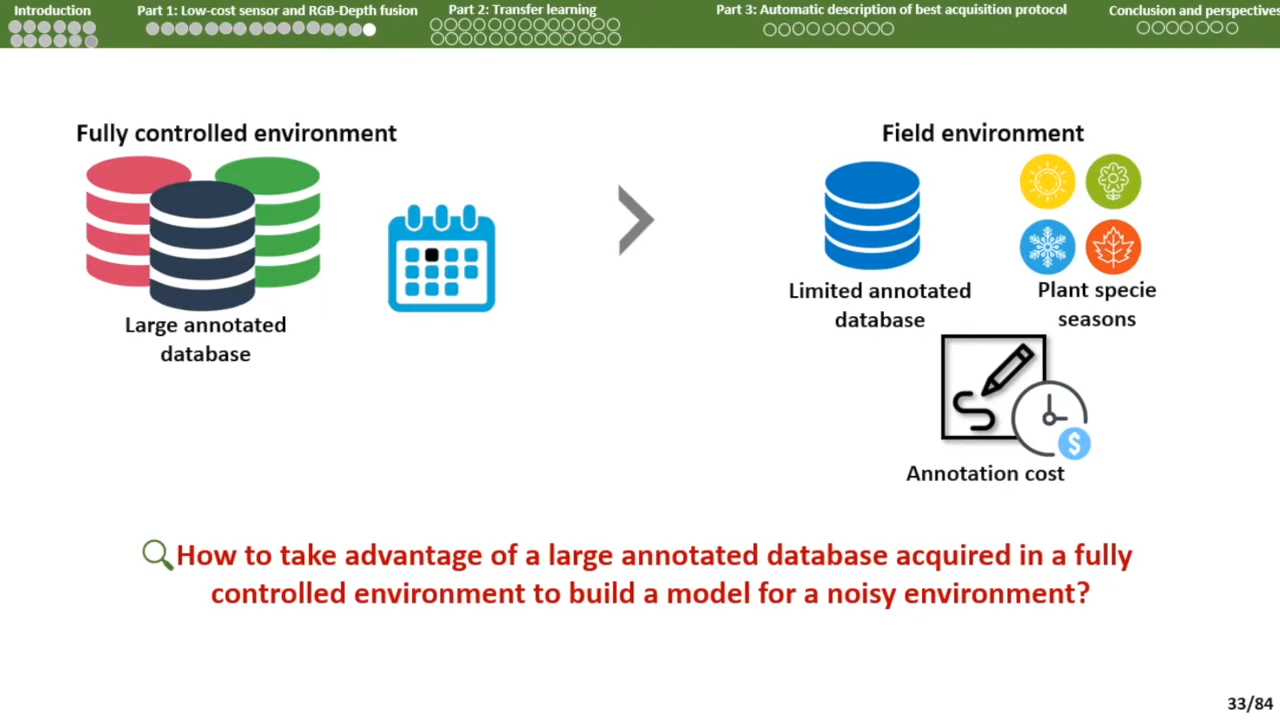 Introduction
Part 1: Low-cost sensor and RGB-Depth fusion
Part 2: Transfer learning
Part 3: Automatic description of best acquisition protocol
Conclusion and perspectives
Fully controlled environment
Large annotated
database
Field environment
Limited annotated
database
Plant specie
seasons
$
Annotation cost
How to take advantage of a large annotated database acquired in a fully
controlled environment to build a model for a noisy environment?
33/84